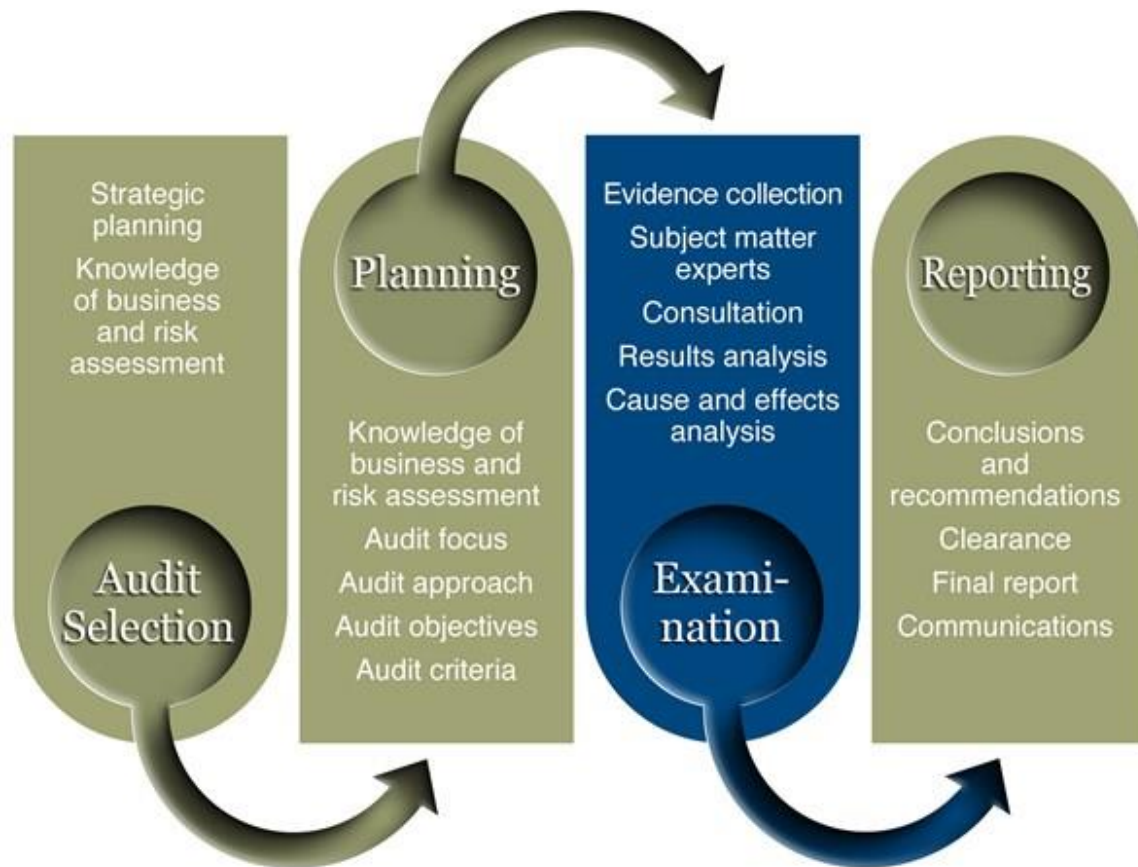 Strategic
planning
Knowledge
of business
and risk
assessment
Audit
Selection
Planning
Knowledge of
business and
risk assessment
Audit focus
Audit approach
Audit objectives
Audit criteria
Evidence collection
Subject matter
experts
Consultation
Results analysis
Cause and effects
analysis
Exami-
nation
Reporting
Conclusions
and
recommendations
Clearance
Final report
Communications